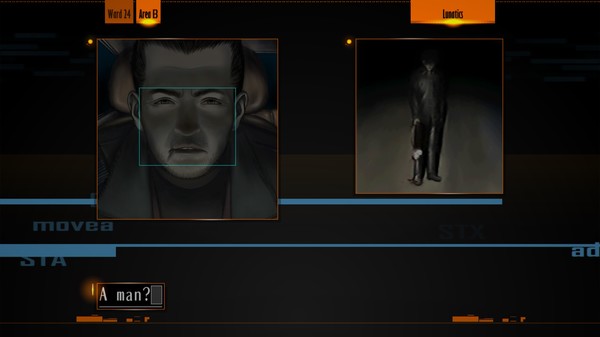 Word 24
Area B
Lunatics
movea
STX
ad
STA
A man?